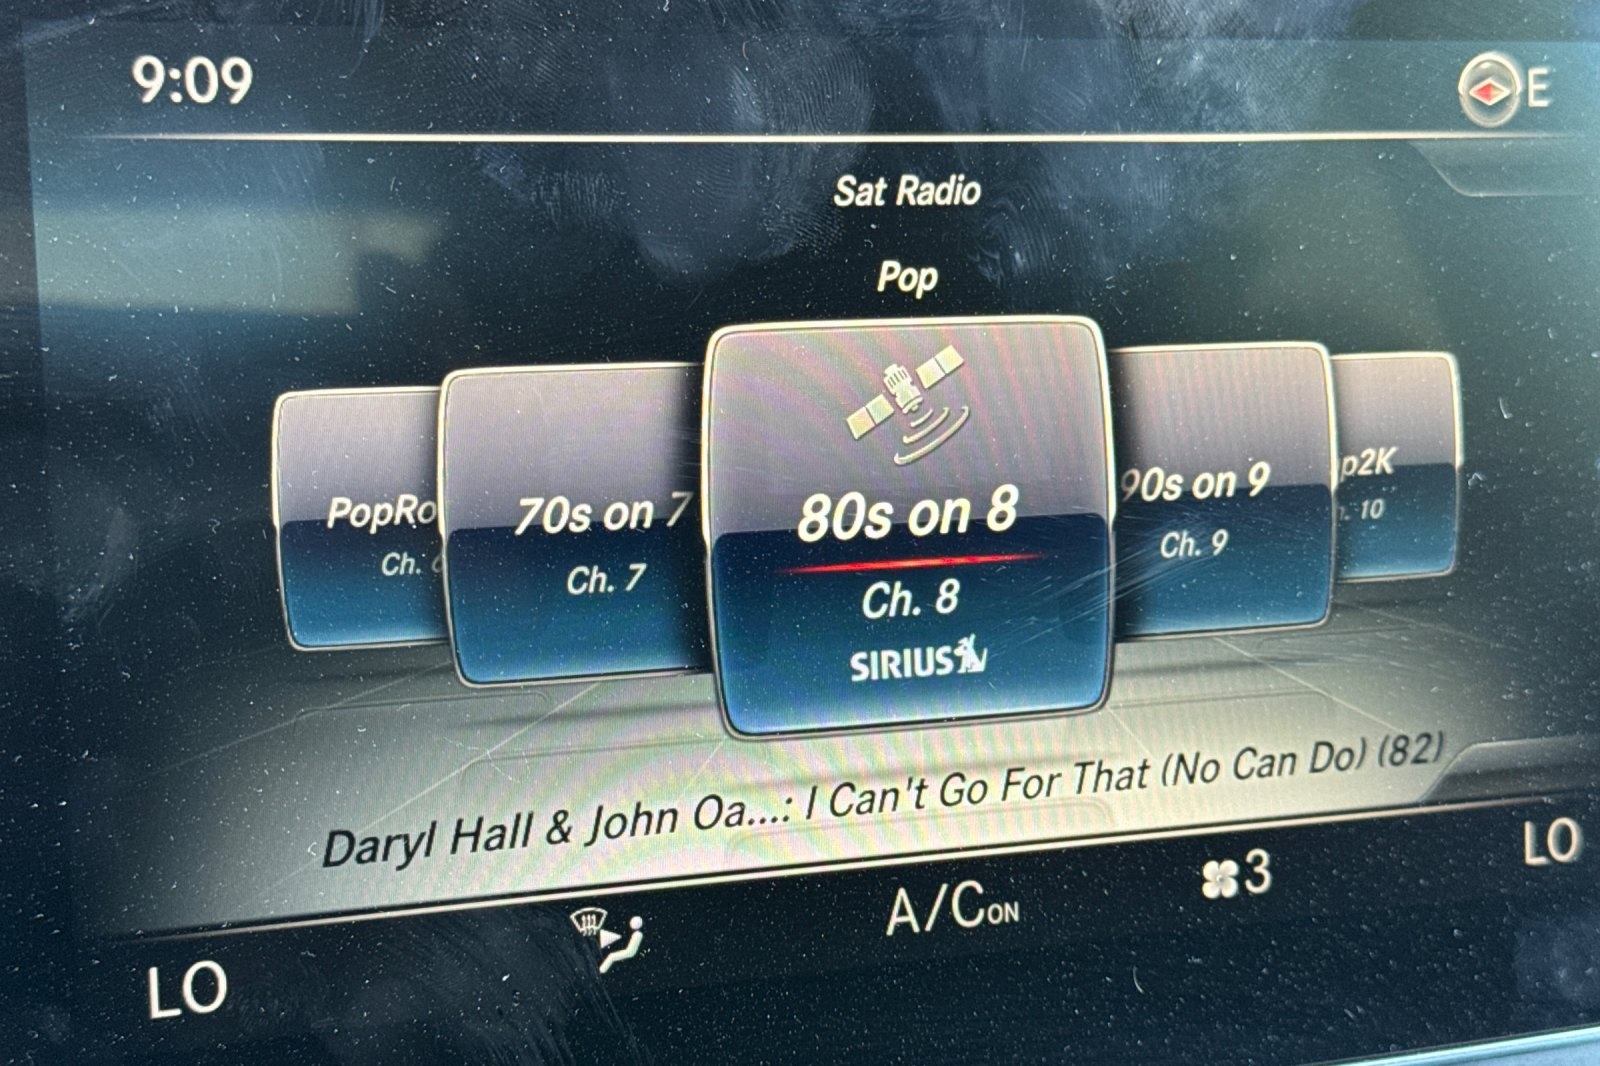 9:09
E
Sat Radio
Pop
PopRo
Ch.
70s on 7
Ch. 7
80s on 8
Ch. 8
SIRIUS
90s on 9
Ch. 9
p2K
. 10
Daryl Hall & John Oa...: I Can't Go For That (No Can Do) (82)
LO
A/C ON
3
LO